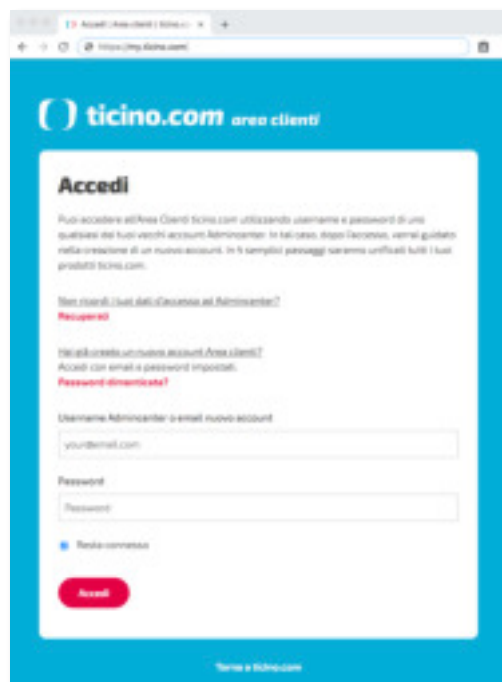 Accedi | Area clienti | ticino.c
https://my.ticino.com
ticino.com area clienti
Accedi
Puoi accedere all'Area Clienti ticino.com utilizzando username e password di uno
qualsiasi dei tuoi vecchi account Admincenter. In tal caso, dopo l'accesso, verrai guidato
nella creazione di un nuovo account. In semplici passaggi saranno unificati tutti i tuoi
prodotti ticino.com.
Non ricordi i tuoi dati d'accesso ad Admincenter?
Recuperali
Hai già creato un nuovo account Area clienti?
Accedi con email e password impostati.
Password dimenticata?
Username Admincenter o email nuovo account
your@email.com
Password
Password
Resta connesso
Accedi
Torna a ticino.com